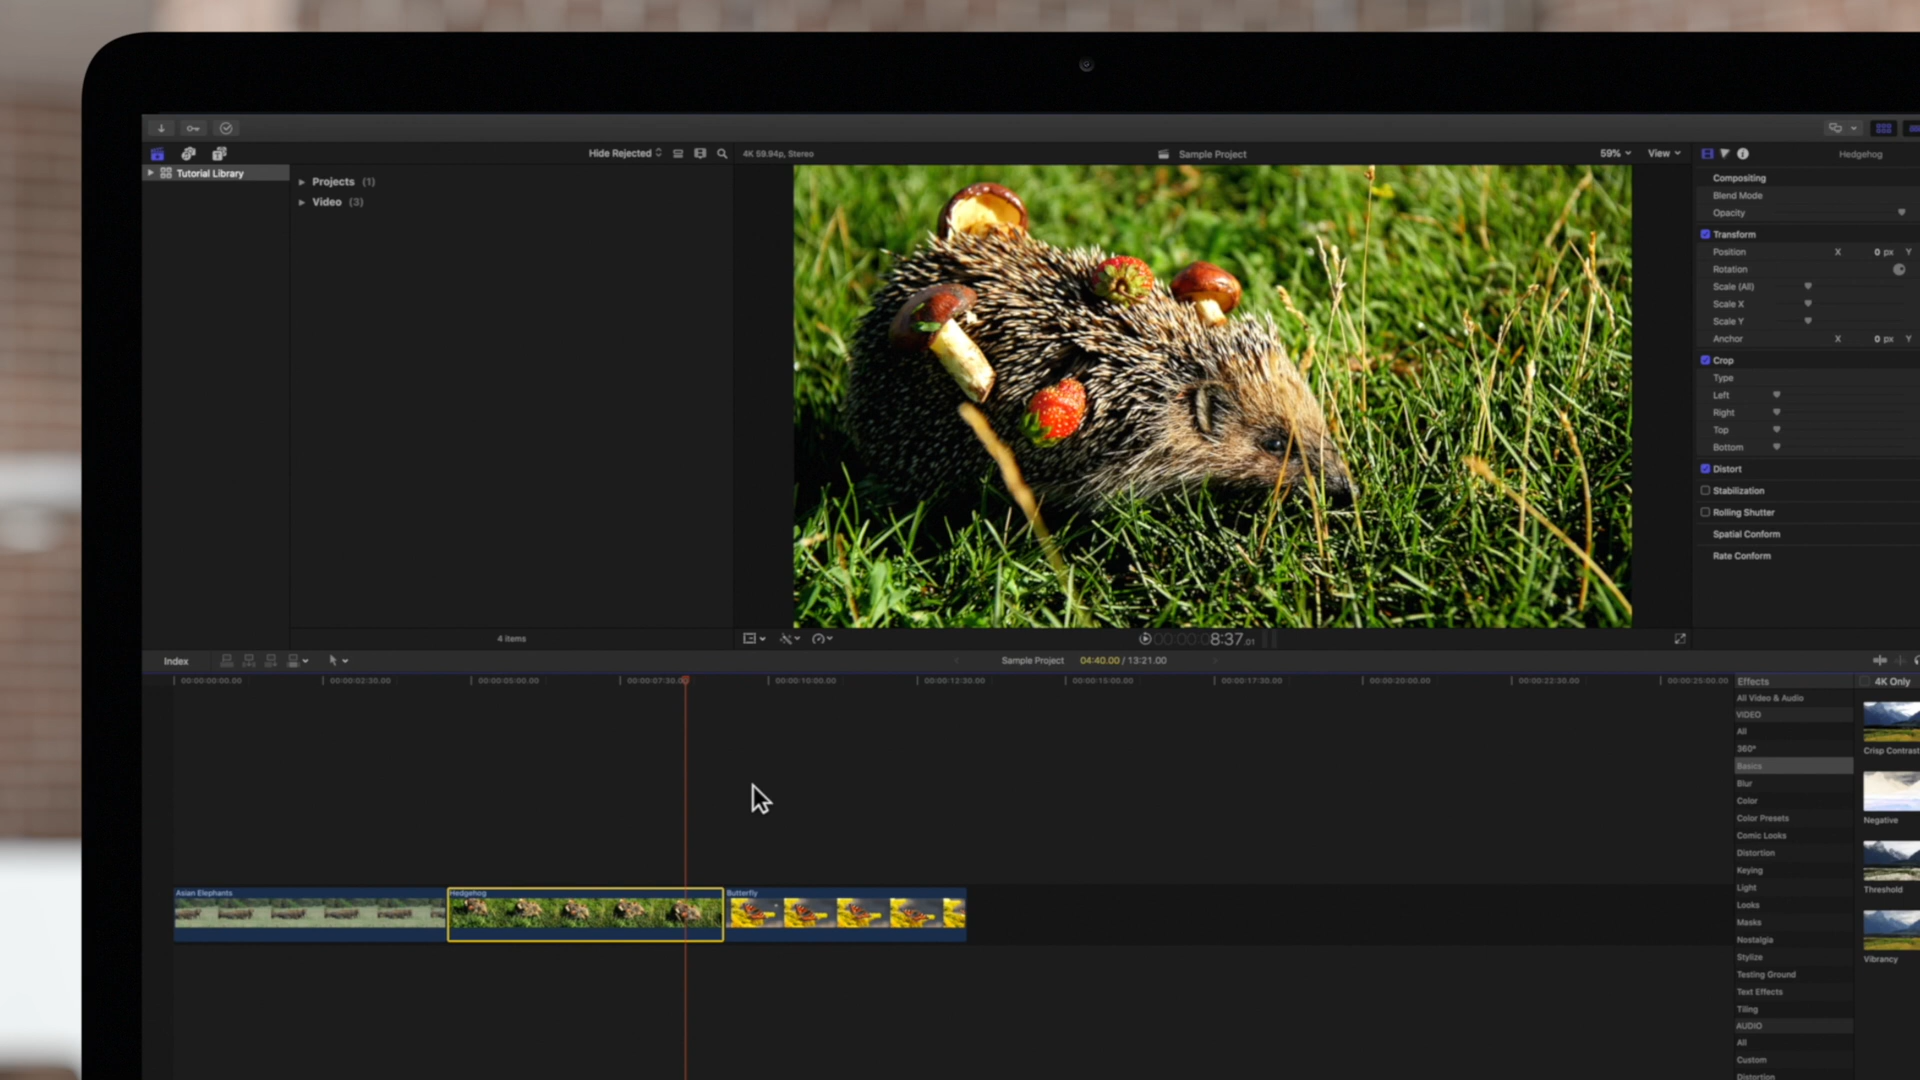 Hide Rejected
4K 59.94p, Stereo
Sample Project
59%
View
Hedgehog
Tutorial Library
Projects (1)
Video (3)
4 items
Compositing
Blend Mode
Opacity
Transform
Position X 0 px Y
Rotation
Scale (All)
Scale X
Scale Y
Anchor X 0 px Y
Crop
Type
Left
Right
Top
Bottom
Distort
Stabilization
Rolling Shutter
Spatial Conform
Rate Conform
00:00:08:37.01
Index
Sample Project 04:40.00 / 13:21.00
00:00:00:00.00 00:00:02:30.00 00:00:05:00.00 00:00:07:30.00 00:00:10:00.00 00:00:12:30.00 00:00:15:00.00 00:00:17:30.00 00:00:20:00.00 00:00:22:30.00 00:00:25:00.00
Asian Elephants
Hedgehog
Butterfly
Effects
4K Only
All Video & Audio
VIDEO
All
360°
Basics
Blur
Color
Color Presets
Comic Looks
Distortion
Keying
Light
Looks
Masks
Nostalgia
Stylize
Testing Ground
Text Effects
Tiling
AUDIO
All
Custom
Distortion
Crisp Contrast
Negative
Threshold
Vibrancy